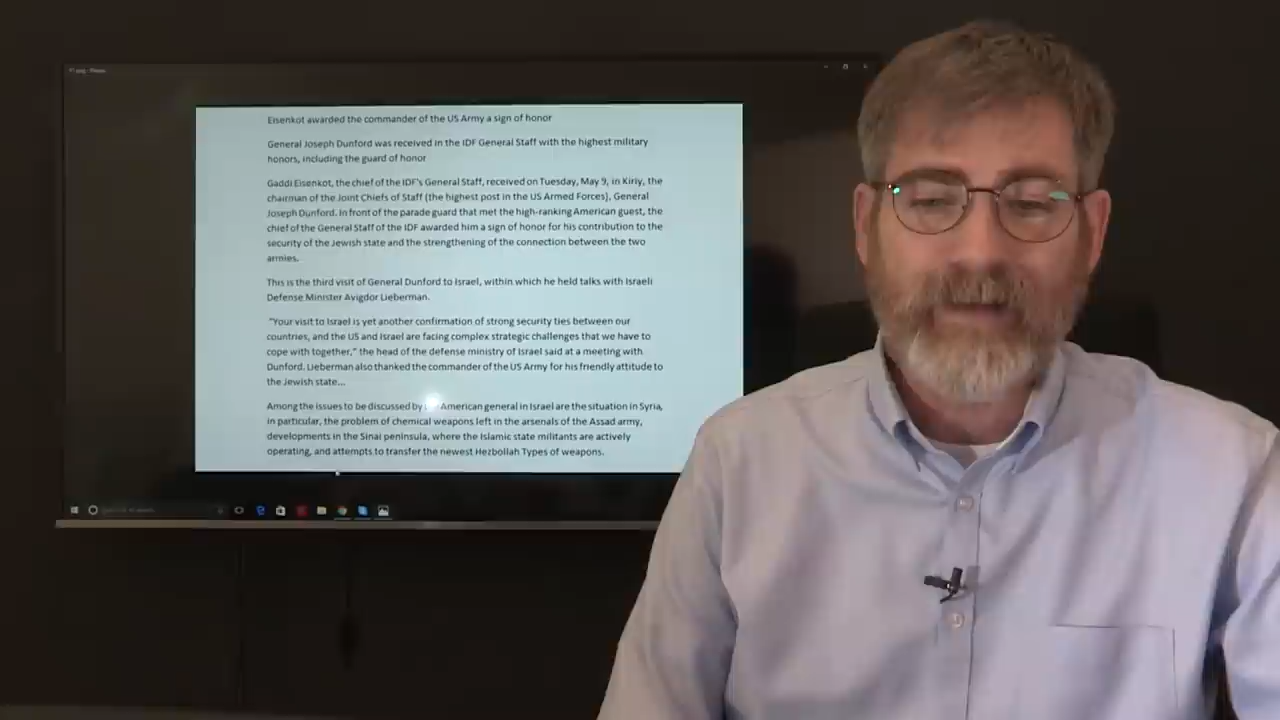 Eisenkot awarded the commander of the US Army a sign of honor
General Joseph Dunford was received in the IDF General Staff with the highest military
honors, including the guard of honor
Gaddi Eisenkot, the chief of the IDF's General Staff, received on Tuesday, May 9, in Kiriy, the
chairman of the Joint Chiefs of Staff (the highest post in the US Armed Forces), General
Joseph Dunford. In front of the parade guard that met the high-ranking American guest, the
chief of the General Staff of the IDF awarded him a sign of honor for his contribution to the
security of the Jewish state and the strengthening of the connection between the two
armies.
This is the third visit of General Dunford to Israel, within which he held talks with Israeli
Defense Minister Avigdor Lieberman.
"Your visit to Israel is yet another confirmation of strong security ties between our
countries, and the US and Israel are facing complex strategic challenges that we have to
cope with together," the head of the defense ministry of Israel said at a meeting with
Dunford. Lieberman also thanked the commander of the US Army for his friendly attitude to
the Jewish state...
Among the issues to be discussed by American general in Israel are the situation in Syria,
in particular, the problem of chemical weapons left in the arsenals of the Assad army,
developments in the Sinai peninsula, where the Islamic state militants are actively
operating, and attempts to transfer the newest Hezbollah Types of weapons.